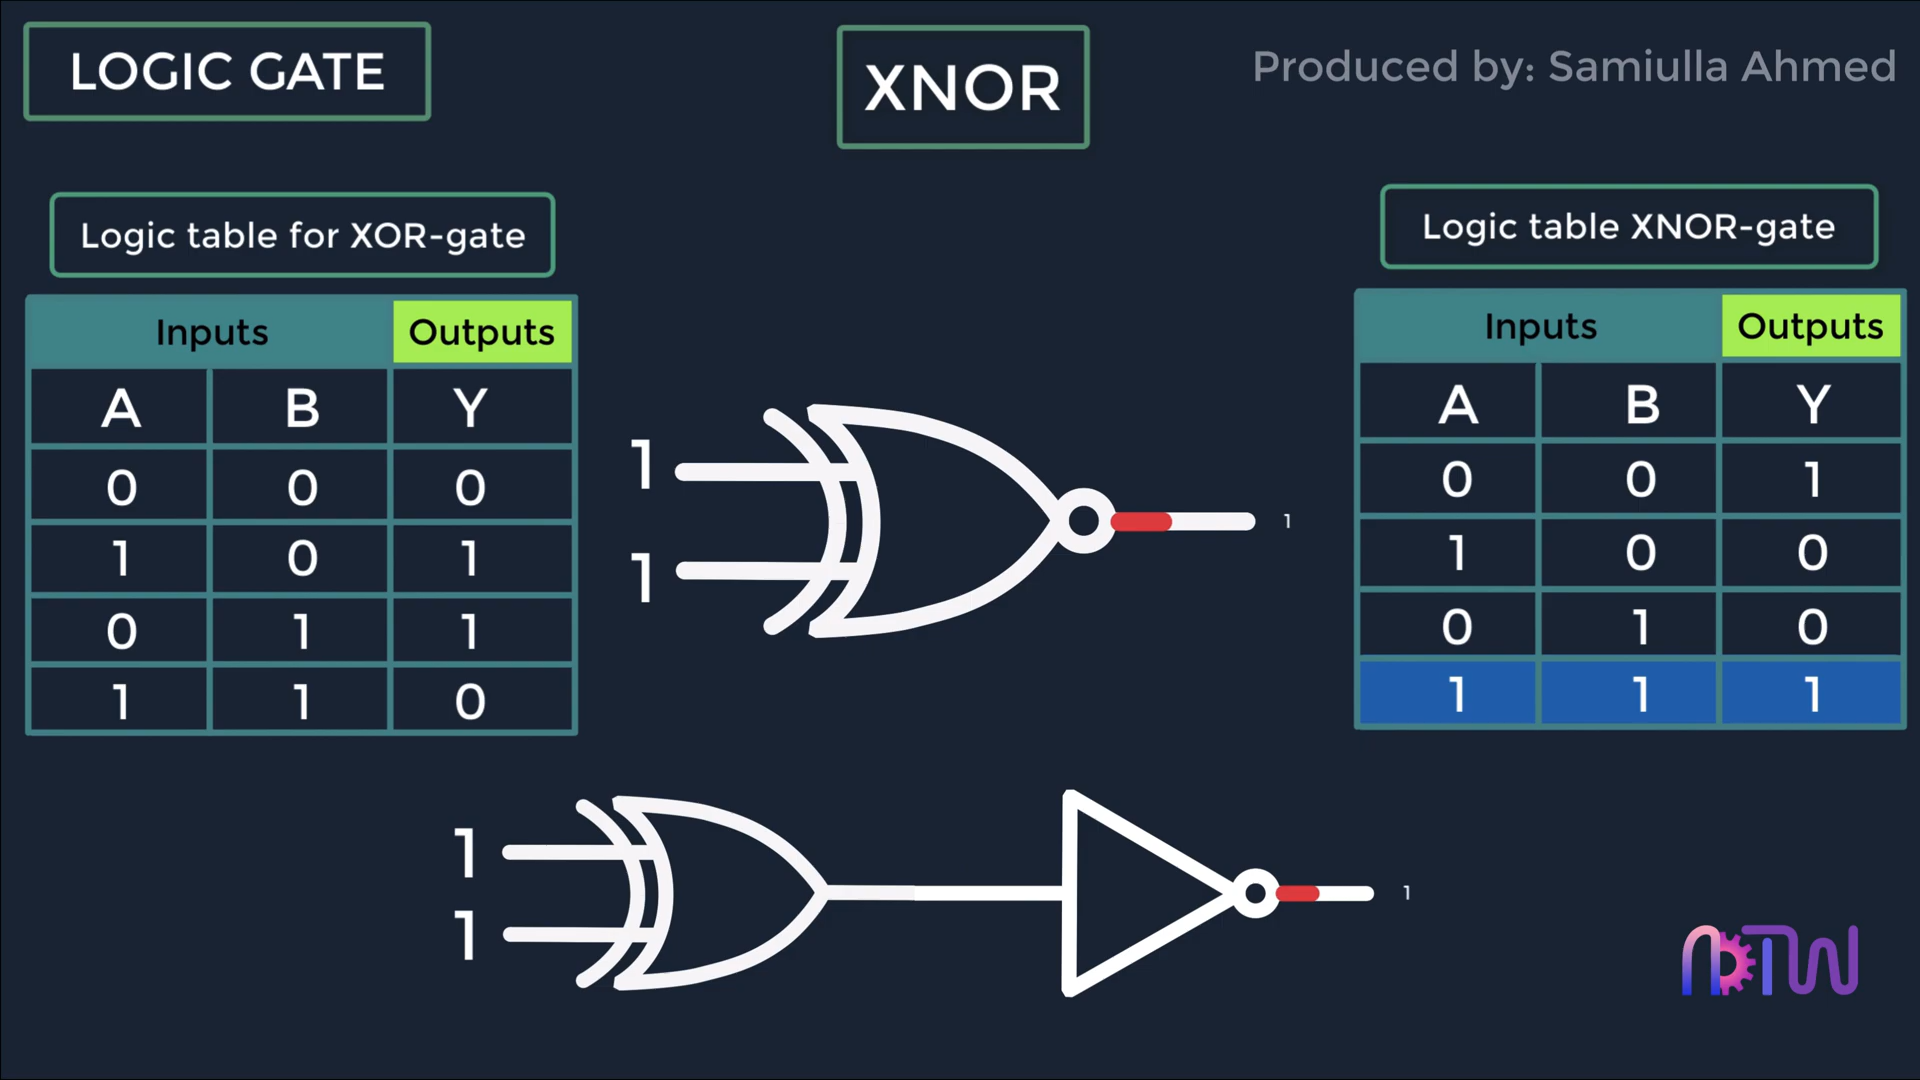 LOGIC GATE
XNOR
Produced by: Samiulla Ahmed
Logic table for XOR-gate
Inputs Outputs
A B Y
0 0 0
1 0 1
0 1 1
1 1 0
1
1
1
Logic table XNOR-gate
Inputs Outputs
A B Y
0 0 1
1 0 0
0 1 0
1 1 1
1
1
1